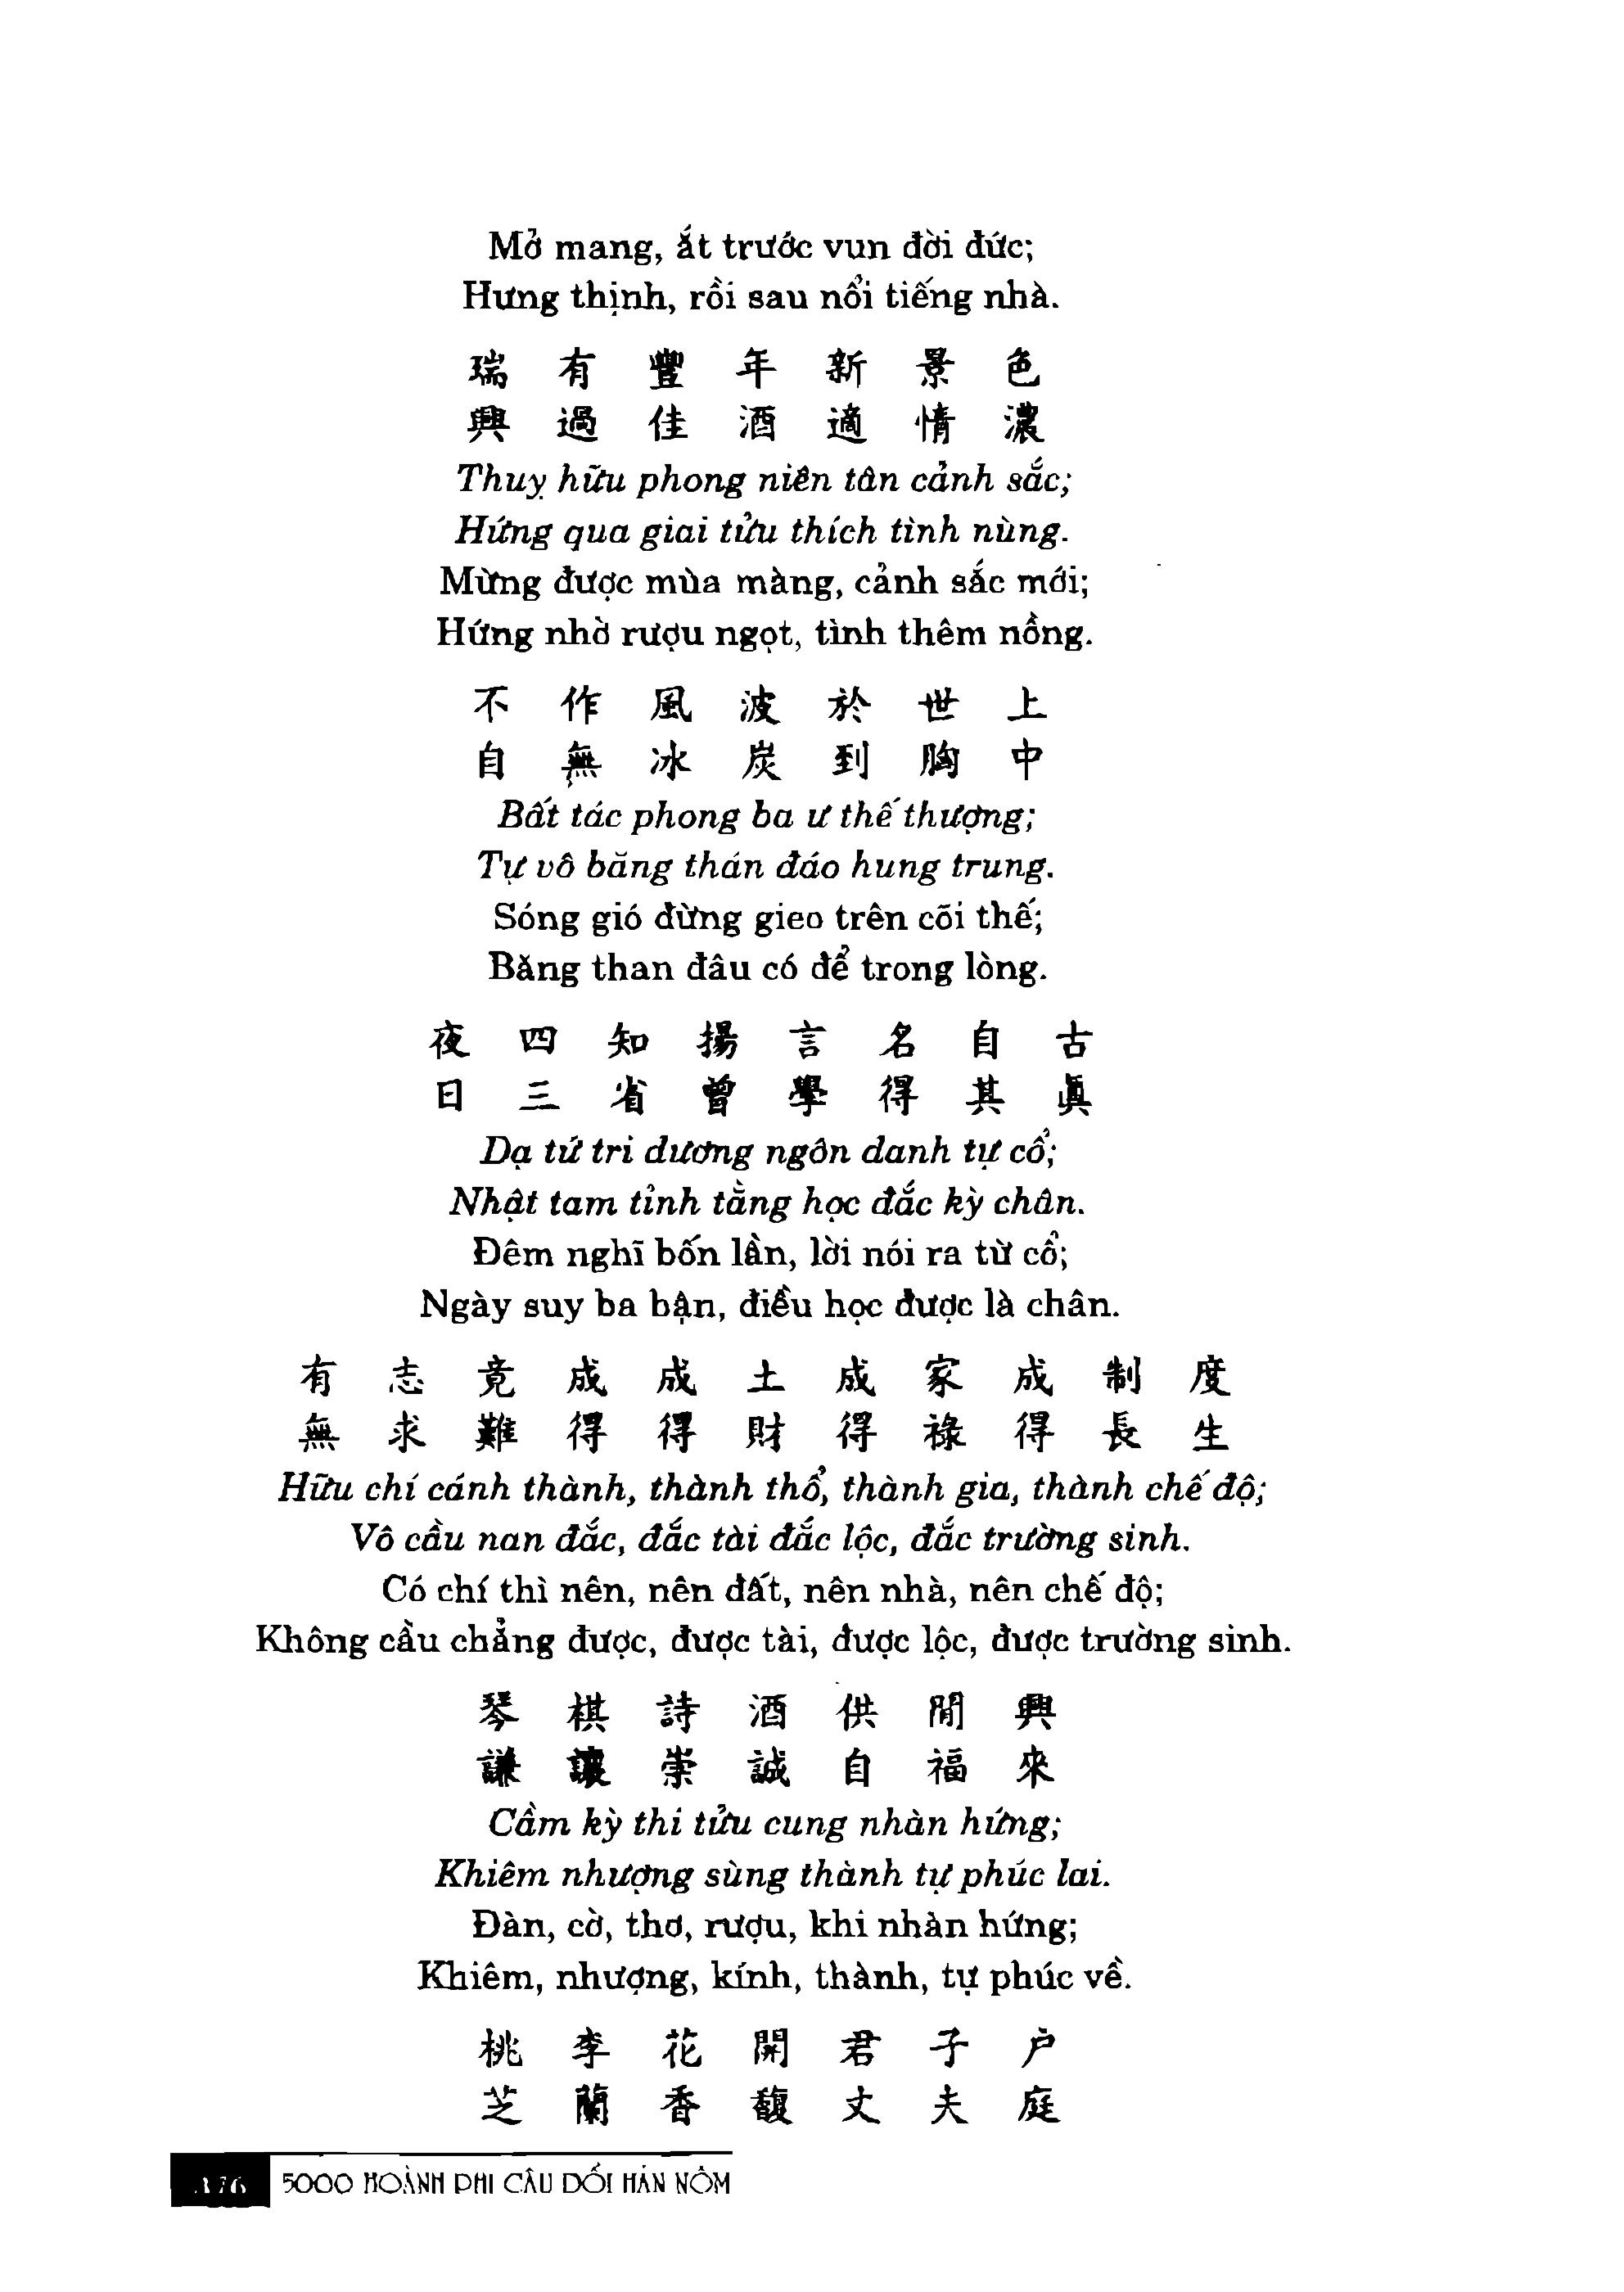 Mở mang, ắt trước vun đời đức;
Hưng thịnh, rồi sau nổi tiếng nhà.
瑞有豐年新景色
興過佳酒適情濃
Thuỵ hữu phong niên tân cảnh sắc;
Hứng qua giai tửu thích tình nùng.
Mừng được mùa màng, cảnh sắc mới;
Hứng nhờ rượu ngọt, tình thêm nồng.
不作風波於世上
自無冰炭到胸中
Bất tác phong ba ư thế thượng;
Tự vô băng thán đáo hung trung.
Sóng gió đừng gieo trên cõi thế;
Băng than đâu có để trong lòng.
夜四知揚言名自古
日三省曾學得其眞
Dạ tứ tri dương ngôn danh tự cổ;
Nhật tam tỉnh tằng học đắc kỳ chân.
Đêm nghĩ bốn lần, lời nói ra từ cổ;
Ngày suy ba bận, điều học được là chân.
有志竟成成土成家成制度
無求難得得財得祿得長生
Hữu chí cánh thành, thành thổ, thành gia, thành chế độ;
Vô cầu nan đắc, đắc tài đắc lộc, đắc trường sinh.
Có chí thì nên, nên đất, nên nhà, nên chế độ;
Không cầu chẳng được, được tài, được lộc, được trường sinh.
琴棋詩酒供閒興
謙讓崇誠自福來
Cầm kỳ thi tửu cung nhàn hứng;
Khiêm nhượng sùng thành tự phúc lai.
Đàn, cờ, thơ, rượu, khi nhàn hứng;
Khiêm, nhượng, kính, thành, tự phúc về.
桃李花開君子户
芝蘭香馥丈夫庭
376 5000 HOÀNH PHI CÂU ĐỐI HÁN NÔM